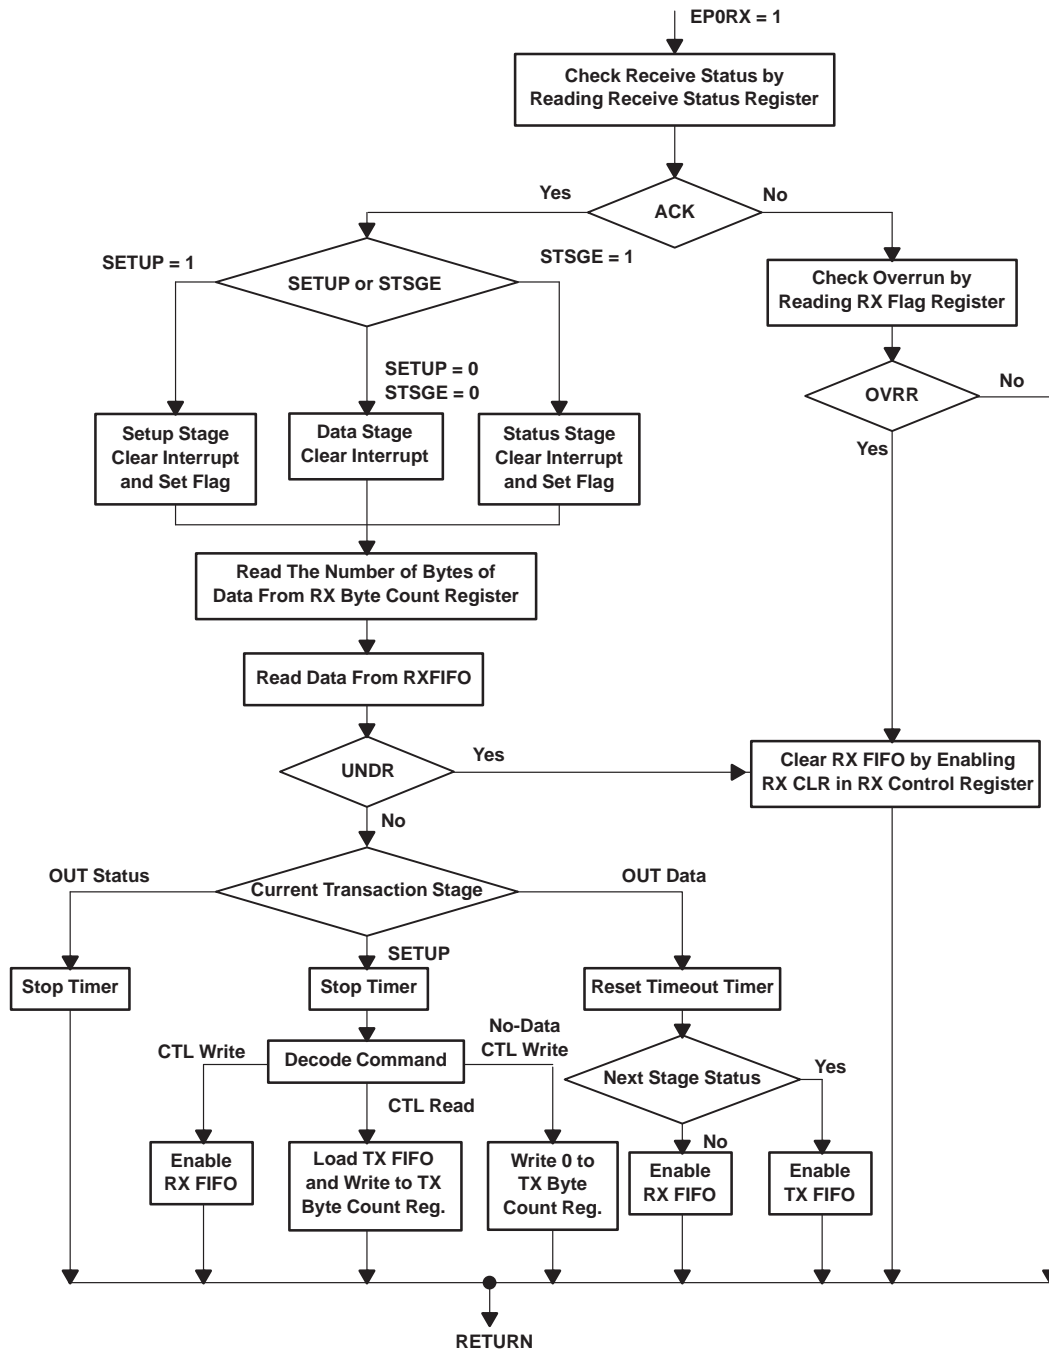 EP0RX = 1
Check Receive Status by
Reading Receive Status Register
Yes
No
ACK
SETUP = 1
STSGE = 1
SETUP or STSGE
Check Overrun by
Reading RX Flag Register
SETUP = 0
STSGE = 0
OVRR
No
Setup Stage
Clear Interrupt
and Set Flag
Data Stage
Clear Interrupt
Status Stage
Clear Interrupt
and Set Flag
Yes
Read The Number of Bytes of
Data From RX Byte Count Register
Read Data From RXFIFO
UNDR
Yes
Clear RX FIFO by Enabling
RX CLR in RX Control Register
No
OUT Status
Current Transaction Stage
OUT Data
SETUP
Stop Timer
Stop Timer
Reset Timeout Timer
CTL Write
Decode Command
No-Data
CTL Write
Next Stage Status
Yes
CTL Read
No
Enable
RX FIFO
Load TX FIFO
and Write to TX
Byte Count Reg.
Write 0 to
TX Byte
Count Reg.
Enable
RX FIFO
Enable
TX FIFO
RETURN